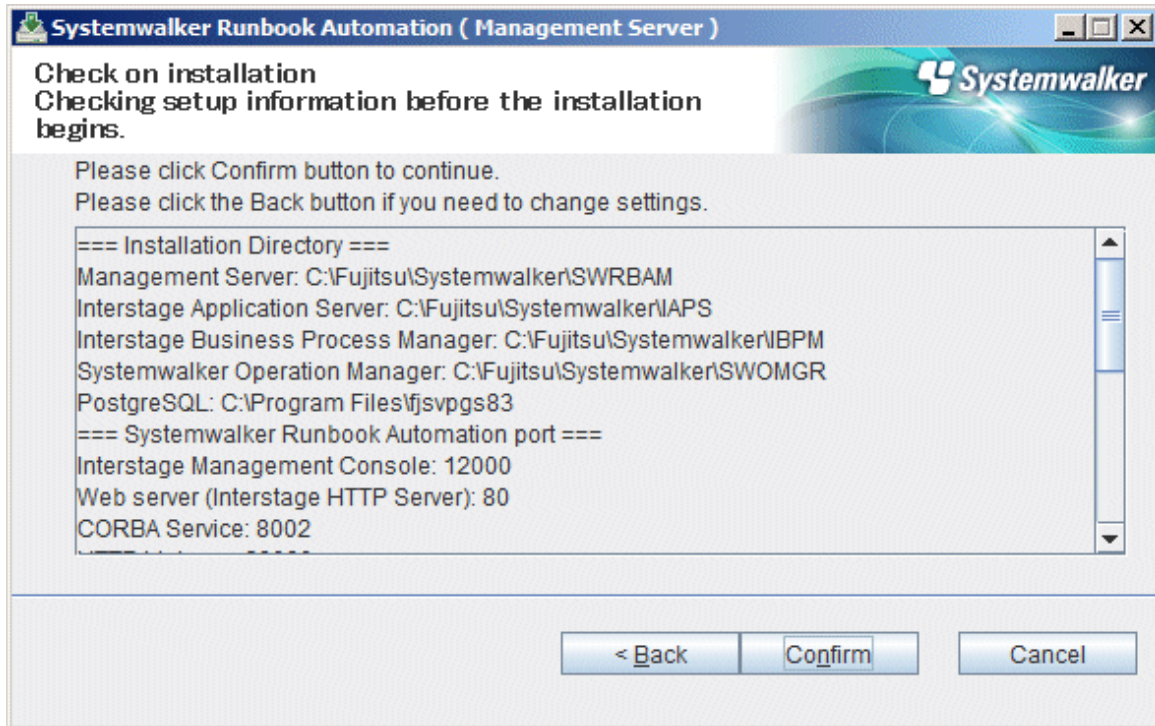 Systemwalker Runbook Automation ( Management Server )
Check on installation
Checking setup information before the installation
begins.
Systemwalker
Please click Confirm button to continue.
Please click the Back button if you need to change settings.
=== Installation Directory ===
Management Server: C:\Fujitsu\Systemwalker\SWRBAM
Interstage Application Server: C:\Fujitsu\Systemwalker\IAPS
Interstage Business Process Manager: C:\Fujitsu\Systemwalker\IBPM
Systemwalker Operation Manager: C:\Fujitsu\Systemwalker\SWOMGR
PostgreSQL: C:\Program Files\fjsvpgs83
=== Systemwalker Runbook Automation port ===
Interstage Management Console: 12000
Web server (Interstage HTTP Server): 80
CORBA Service: 8002
< Back
Confirm
Cancel